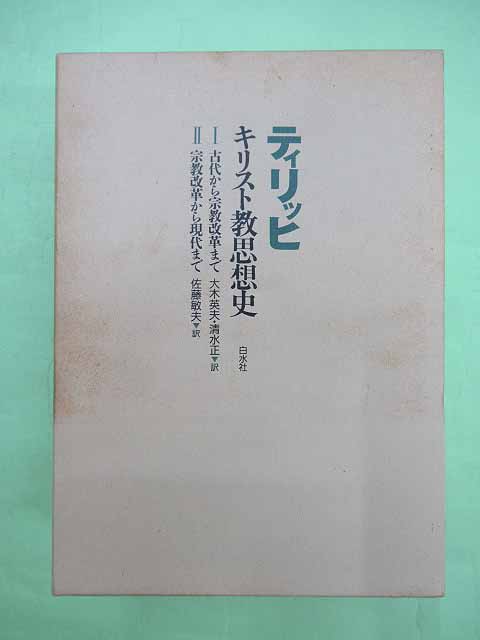 ティリッヒ
キリスト教思想史
Ⅰ 古代から宗教改革まで 大木英夫・清水正▼訳
Ⅱ 宗教改革から現代まで 佐藤敏夫▼訳
白水社